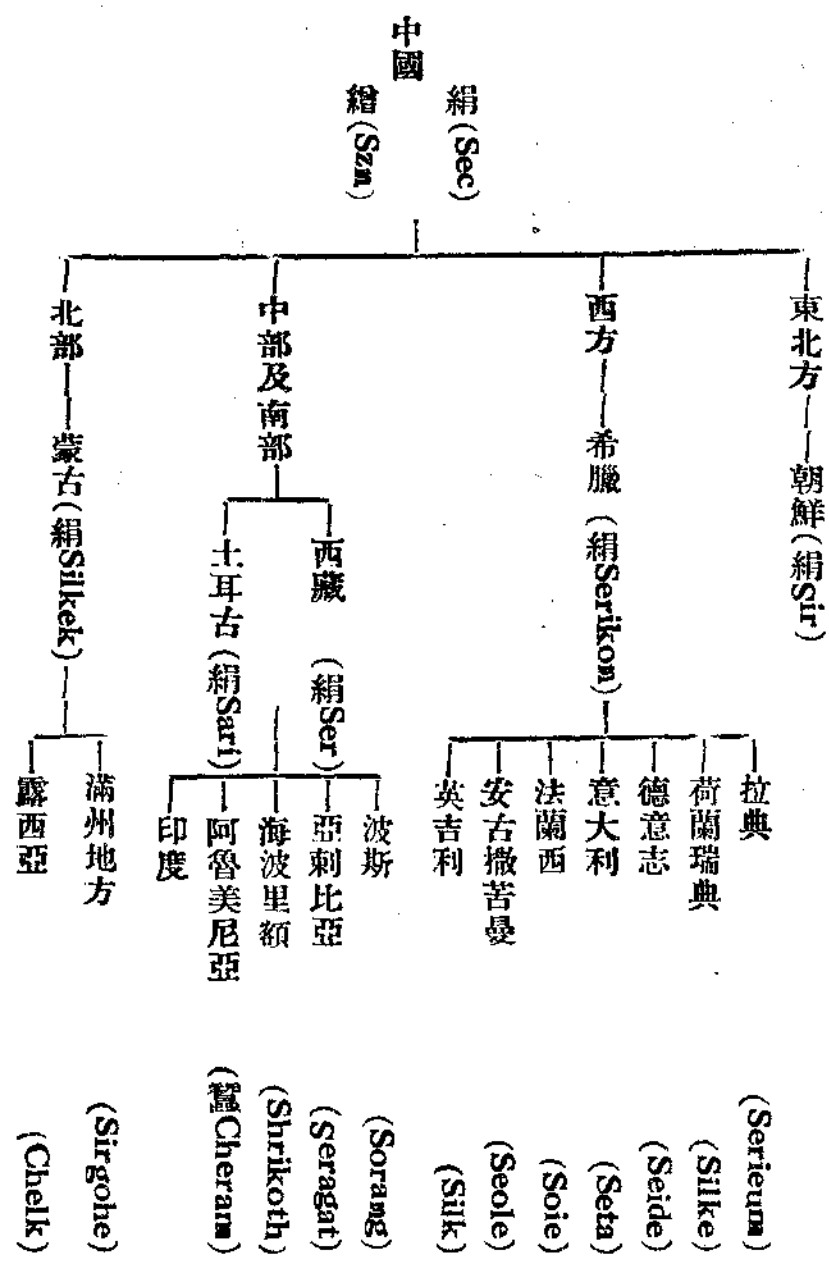 中國
絹 (Sec)
繒 (Szm)
東北方
朝鮮 (絹Sir)
西方
希臘 (絹Serikon)
拉典 (Serieum)
荷蘭瑞典 (Silke)
德意志 (Seide)
意大利 (Seta)
法蘭西 (Soie)
安古撒苦曼 (Seole)
英吉利 (Silk)
中部及南部
西藏 (絹Ser)
土耳古 (絹Sari)
波斯 (Sorang)
亞剌比亞 (Seragat)
海波里額 (Shrikoth)
阿魯美尼亞 (蠶Cheram)
印度
北部
蒙古 (絹Silkek)
滿州地方 (Sirgohe)
露西亞 (Chelk)